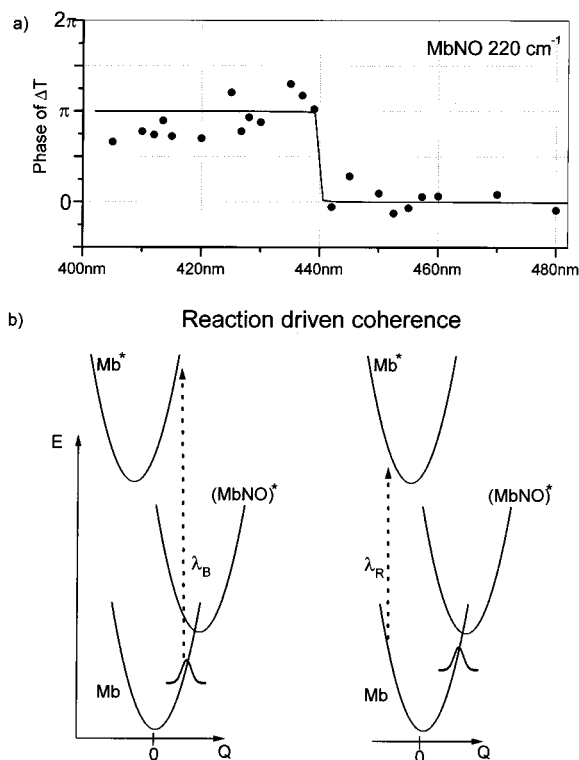 a)
2π
MbNO 220 cm⁻¹
Phase of ΔT
π
0
400nm 420nm 440nm 460nm 480nm
b) Reaction driven coherence
Mb* Mb*
E
(MbNO)* (MbNO)*
λB λR
Mb Mb
0 Q 0 Q